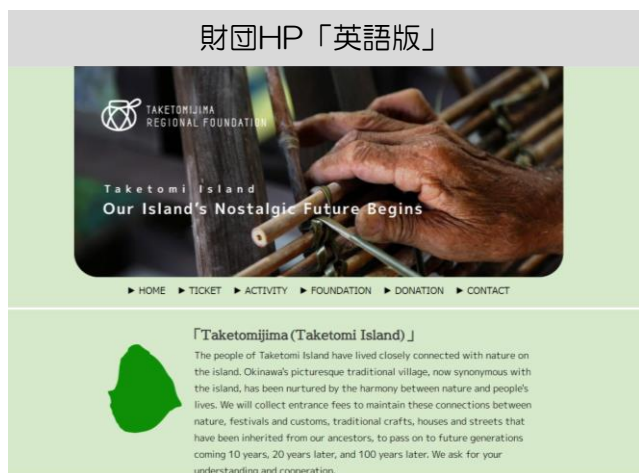 財団HP「英語版」
TAKETOMIJIMA
REGIONAL FOUNDATION
Taketomi Island
Our Island's Nostalgic Future Begins
► HOME ► TICKET ► ACTIVITY ► FOUNDATION ► DONATION ► CONTACT
「Taketomijima (Taketomi Island) 」
The people of Taketomi Island have lived closely connected with nature on
the island. Okinawa's picturesque traditional village, now synonymous with
the island, has been nurtured by the harmony between nature and people's
lives. We will collect entrance fees to maintain these connections between
nature, festivals and customs, traditional crafts, houses and streets that
have been inherited from our ancestors, to pass on to future generations
coming 10 years, 20 years later, and 100 years later. We ask for your
understanding and cooperation.